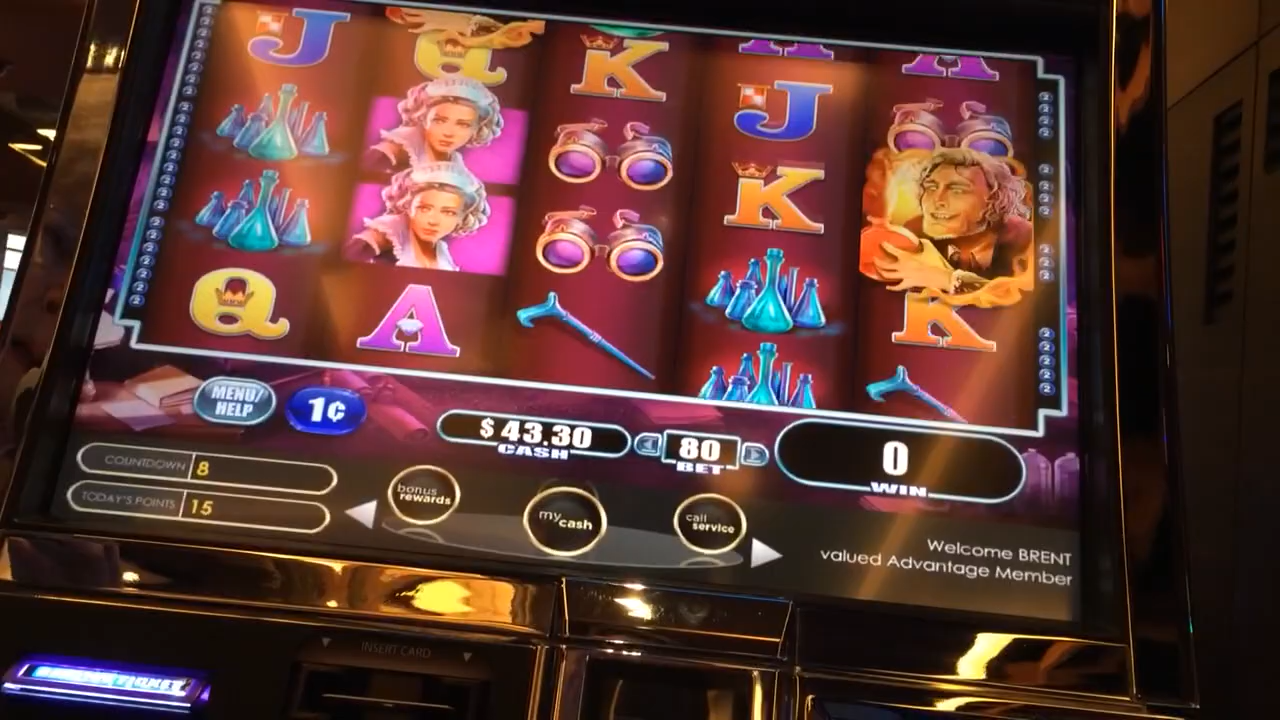 J Q K A A
J
K
Q A K
MENU/
HELP
1¢
$ 43.30
CASH
80
BET
0
WIN
COUNTDOWN 8
TODAY'S POINTS 15
bonus
rewards
my cash
call
service
Welcome BRENT
valued Advantage Member
INSERT CARD